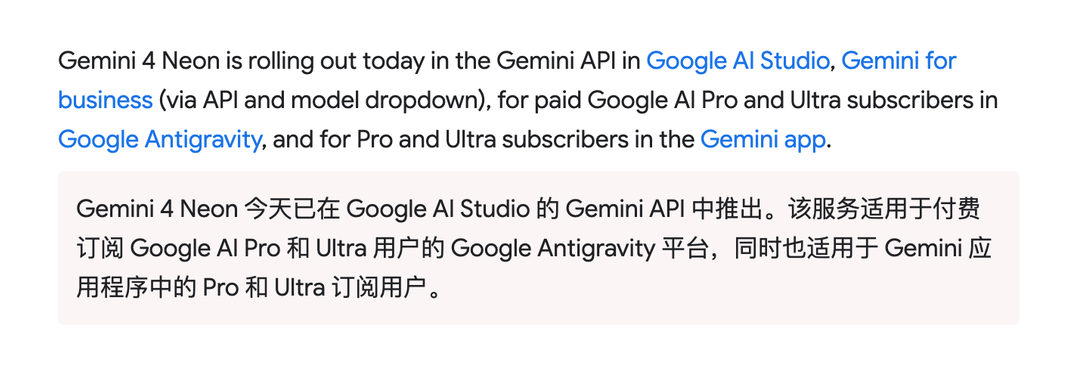 Gemini 4 Neon is rolling out today in the Gemini API in Google AI Studio, Gemini for
business (via API and model dropdown), for paid Google AI Pro and Ultra subscribers in
Google Antigravity, and for Pro and Ultra subscribers in the Gemini app.
Gemini 4 Neon 今天已在 Google AI Studio 的 Gemini API 中推出。该服务适用于付费
订阅 Google AI Pro 和 Ultra 用户的 Google Antigravity 平台，同时也适用于 Gemini 应
用程序中的 Pro 和 Ultra 订阅用户。